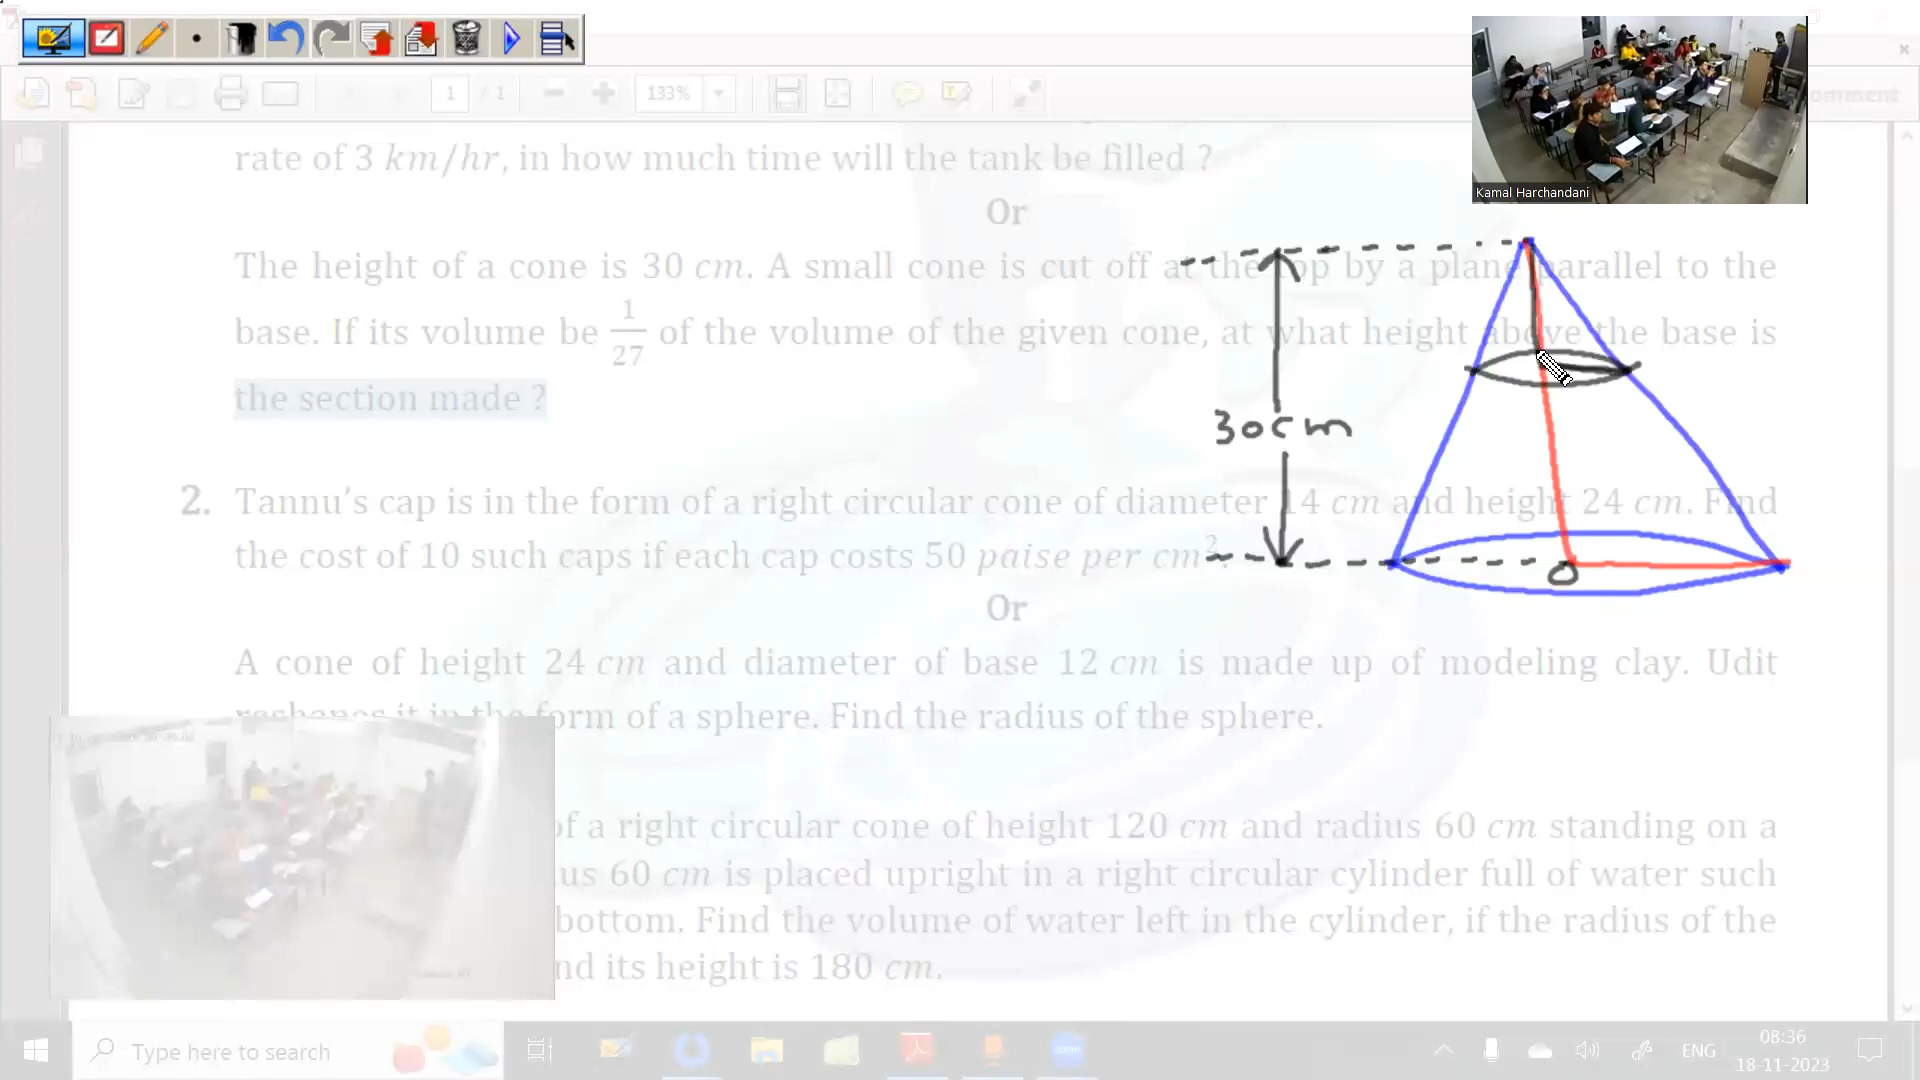 1 / 1
133%
Comment
Kamal Harchandani
rate of 3 km/hr, in how much time will the tank be filled ?
Or
The height of a cone is 30 cm. A small cone is cut off at the top by a plane parallel to the
base. If its volume be 1/27 of the volume of the given cone, at what height above the base is
the section made ?
30cm
O
2. Tannu’s cap is in the form of a right circular cone of diameter 14 cm and height 24 cm. Find
the cost of 10 such caps if each cap costs 50 paise per cm².
Or
A cone of height 24 cm and diameter of base 12 cm is made up of modeling clay. Udit
reshapes it in the form of a sphere. Find the radius of the sphere.
of a right circular cone of height 120 cm and radius 60 cm standing on a
us 60 cm is placed upright in a right circular cylinder full of water such
bottom. Find the volume of water left in the cylinder, if the radius of the
nd its height is 180 cm.
Type here to search
zoom
ENG
08:36
18-11-2023